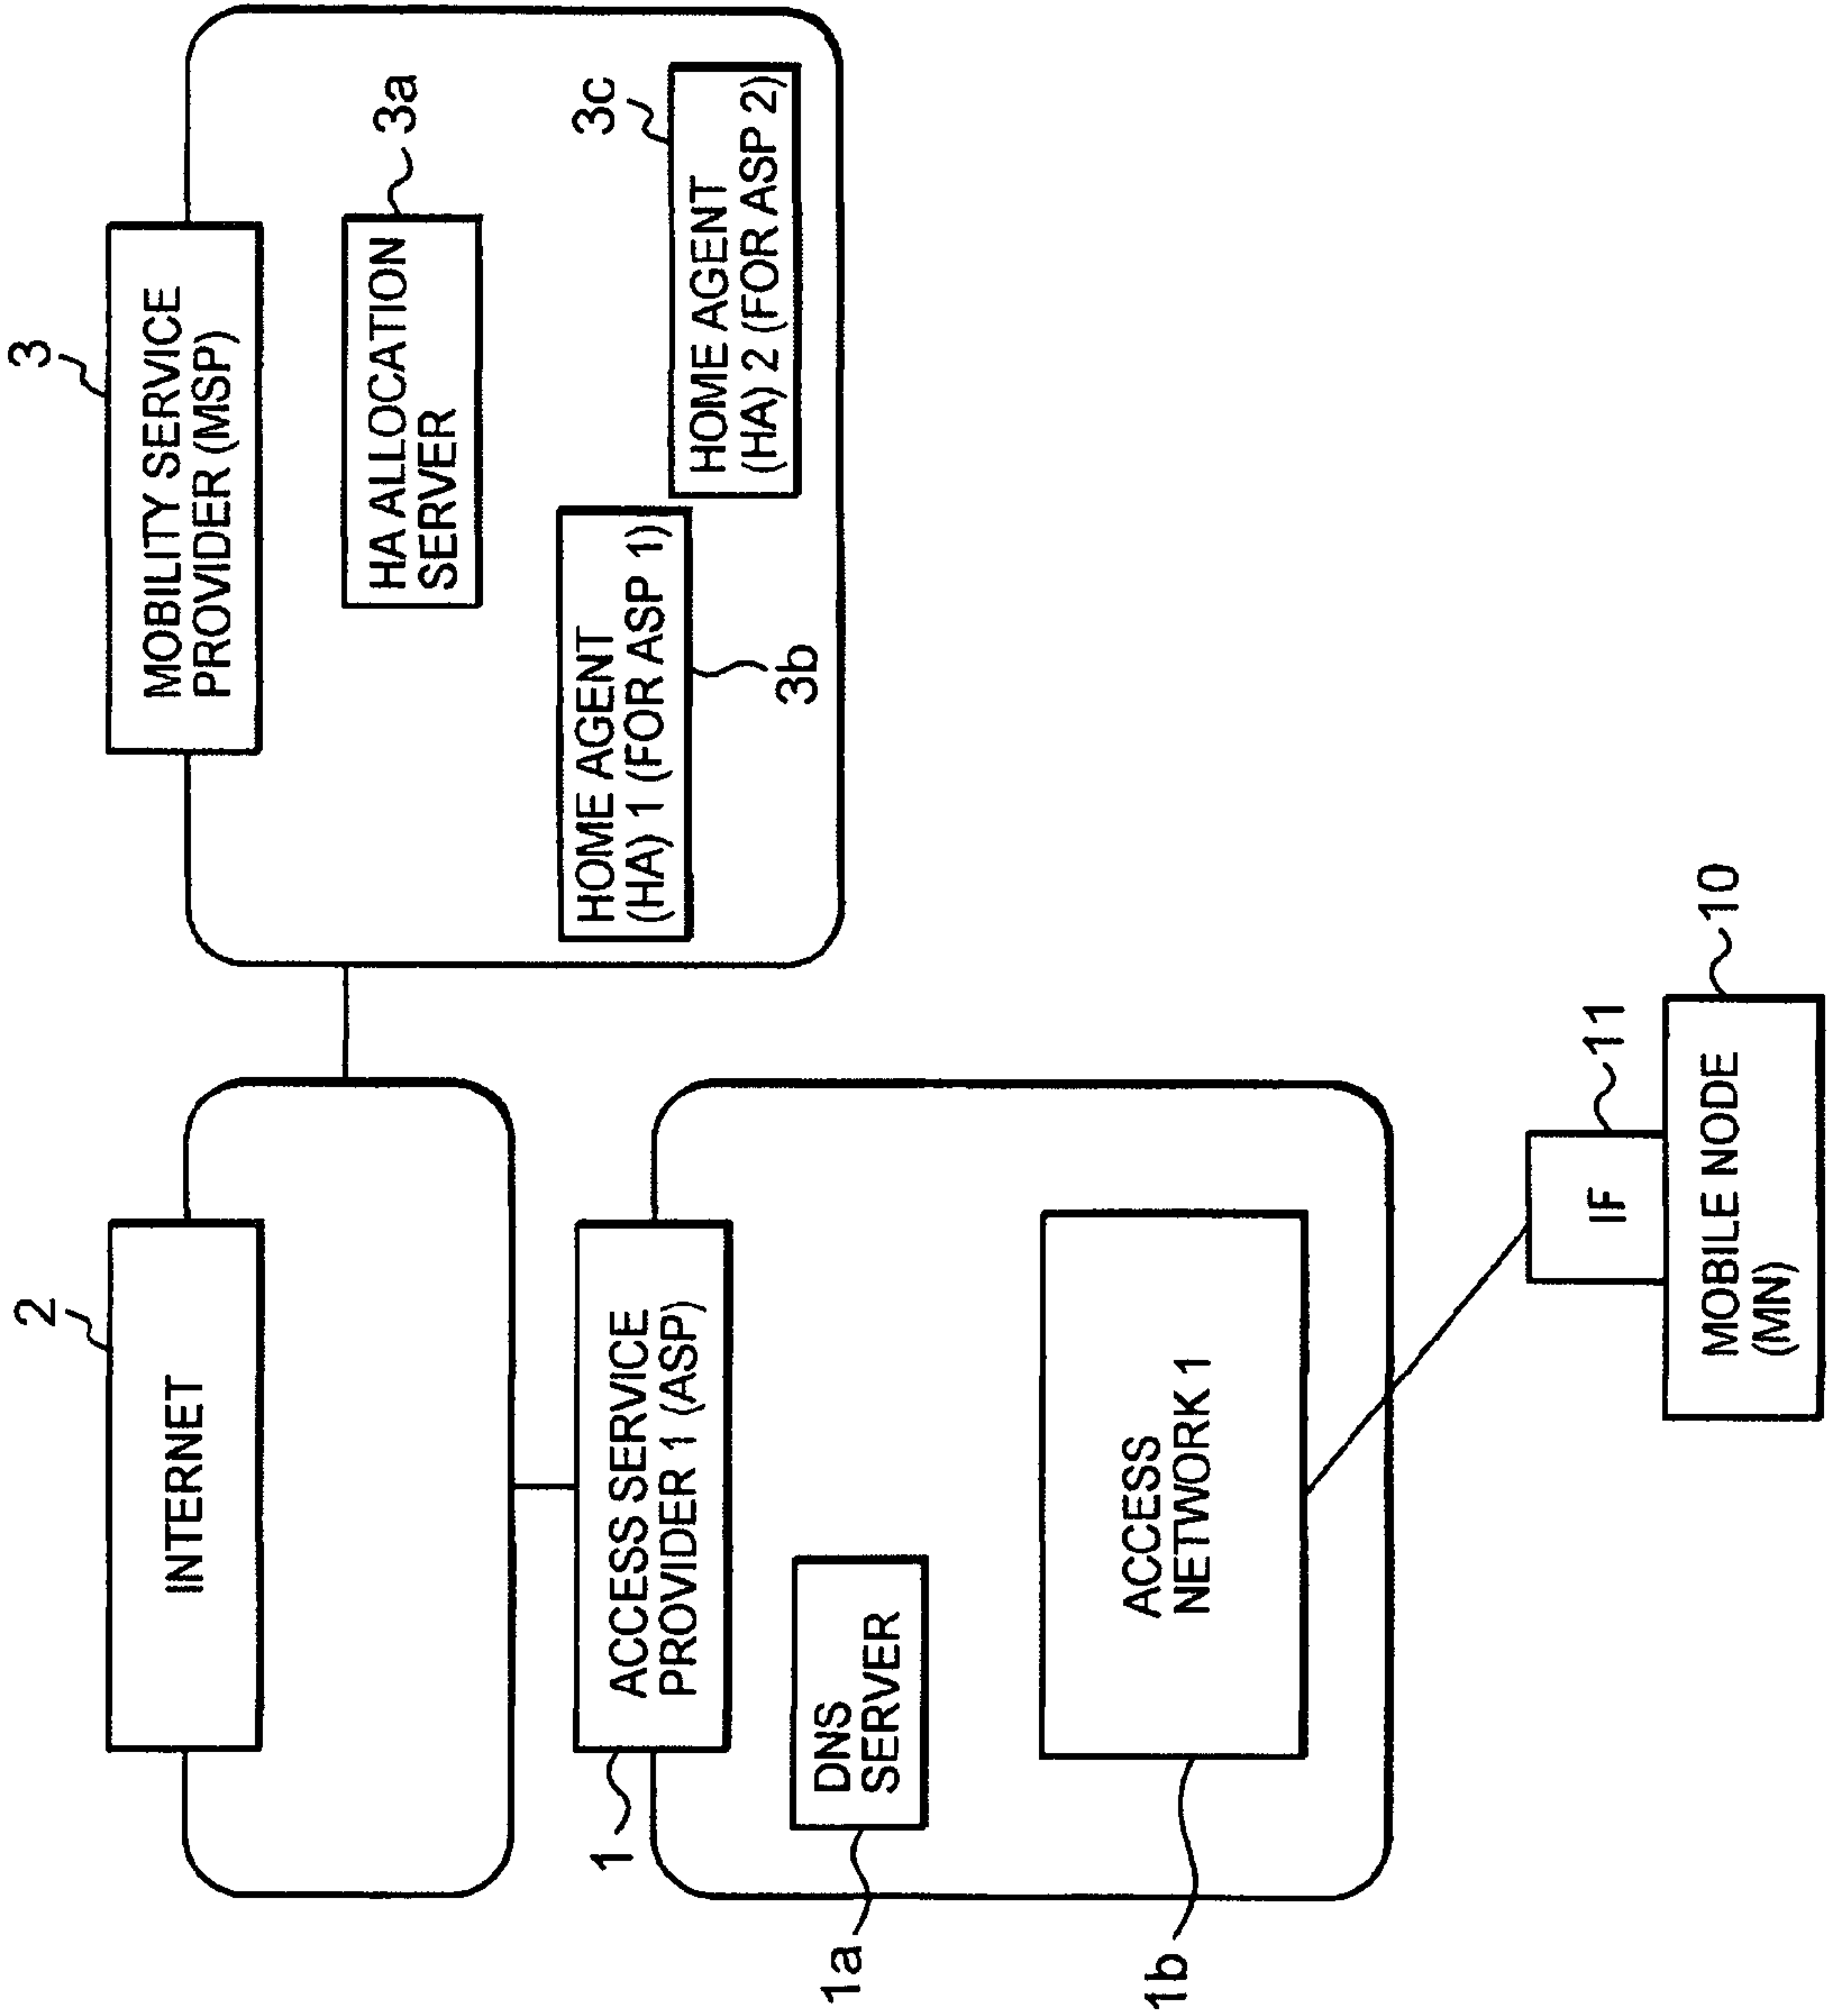 2
INTERNET
3
MOBILITY SERVICE
PROVIDER (MSP)
HA ALLOCATION
SERVER
3a
HOME AGENT
(HA) 1 (FOR ASP 1)
3b
HOME AGENT
(HA) 2 (FOR ASP 2)
3c
1
ACCESS SERVICE
PROVIDER 1 (ASP)
1a
DNS
SERVER
1b
ACCESS
NETWORK 1
IF
11
MOBILE NODE
(MN)
10